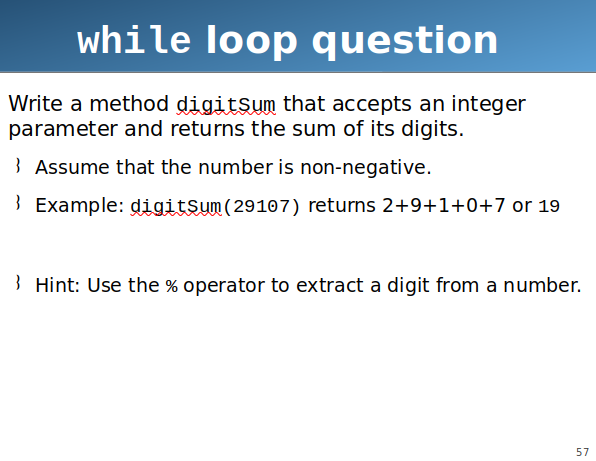 while loop question
Write a method digitSum that accepts an integer
parameter and returns the sum of its digits.
Assume that the number is non-negative.
Example: digitSum(29107) returns 2+9+1+0+7 or 19
Hint: Use the % operator to extract a digit from a number.
57